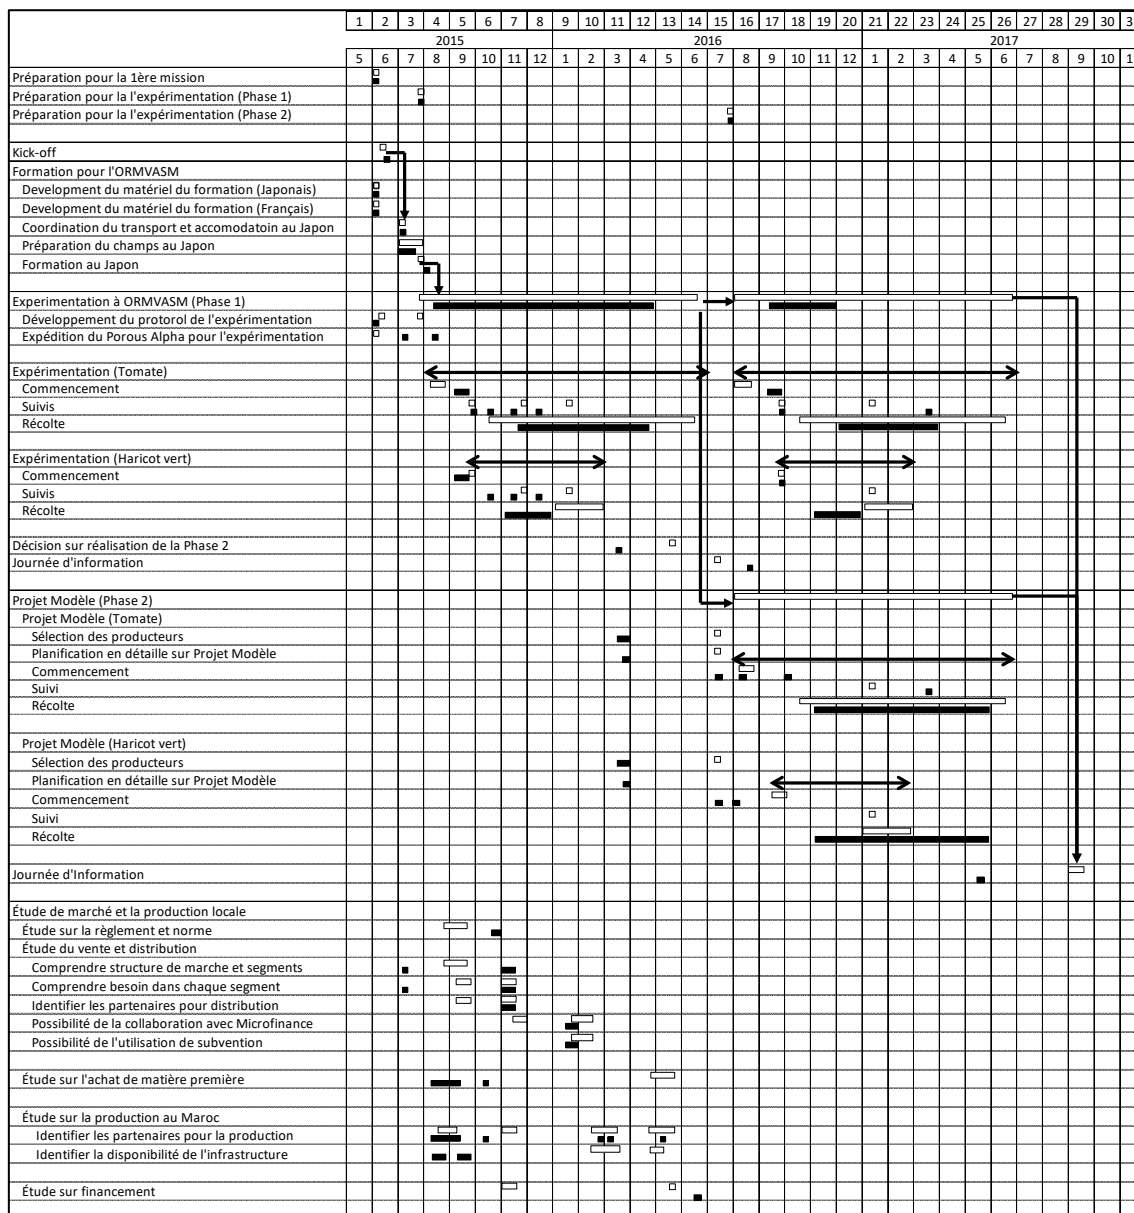 1 2 3 4 5 6 7 8 9 10 11 12 13 14 15 16 17 18 19 20 21 22 23 24 25 26 27 28 29 30 3
2015 2016 2017
5 6 7 8 9 10 11 12 1 2 3 4 5 6 7 8 9 10 11 12 1 2 3 4 5 6 7 8 9 10 1
Préparation pour la 1ère mission
Préparation pour la l'expérimentation (Phase 1)
Préparation pour la l'expérimentation (Phase 2)
Kick-off
Formation pour l'ORMVASM
Development du matériel du formation (Japonais)
Development du matériel du formation (Français)
Coordination du transport et accomodatoin au Japon
Préparation du champs au Japon
Formation au Japon
Experimentation à ORMVASM (Phase 1)
Développement du protorol de l'expérimentation
Expédition du Porous Alpha pour l'expérimentation
Expérimentation (Tomate)
Commencement
Suivis
Récolte
Expérimentation (Haricot vert)
Commencement
Suivis
Récolte
Décision sur réalisation de la Phase 2
Journée d'information
Projet Modèle (Phase 2)
Projet Modèle (Tomate)
Sélection des producteurs
Planification en détaille sur Projet Modèle
Commencement
Suivi
Récolte
Projet Modèle (Haricot vert)
Sélection des producteurs
Planification en détaille sur Projet Modèle
Commencement
Suivi
Récolte
Journée d'Information
Étude de marché et la production locale
Étude sur la règlement et norme
Étude du vente et distribution
Comprendre structure de marche et segments
Comprendre besoin dans chaque segment
Identifier les partenaires pour distribution
Possibilité de la collaboration avec Microfinance
Possibilité de l'utilisation de subvention
Étude sur l'achat de matière première
Étude sur la production au Maroc
Identifier les partenaires pour la production
Identifier la disponibilité de l'infrastructure
Étude sur financement